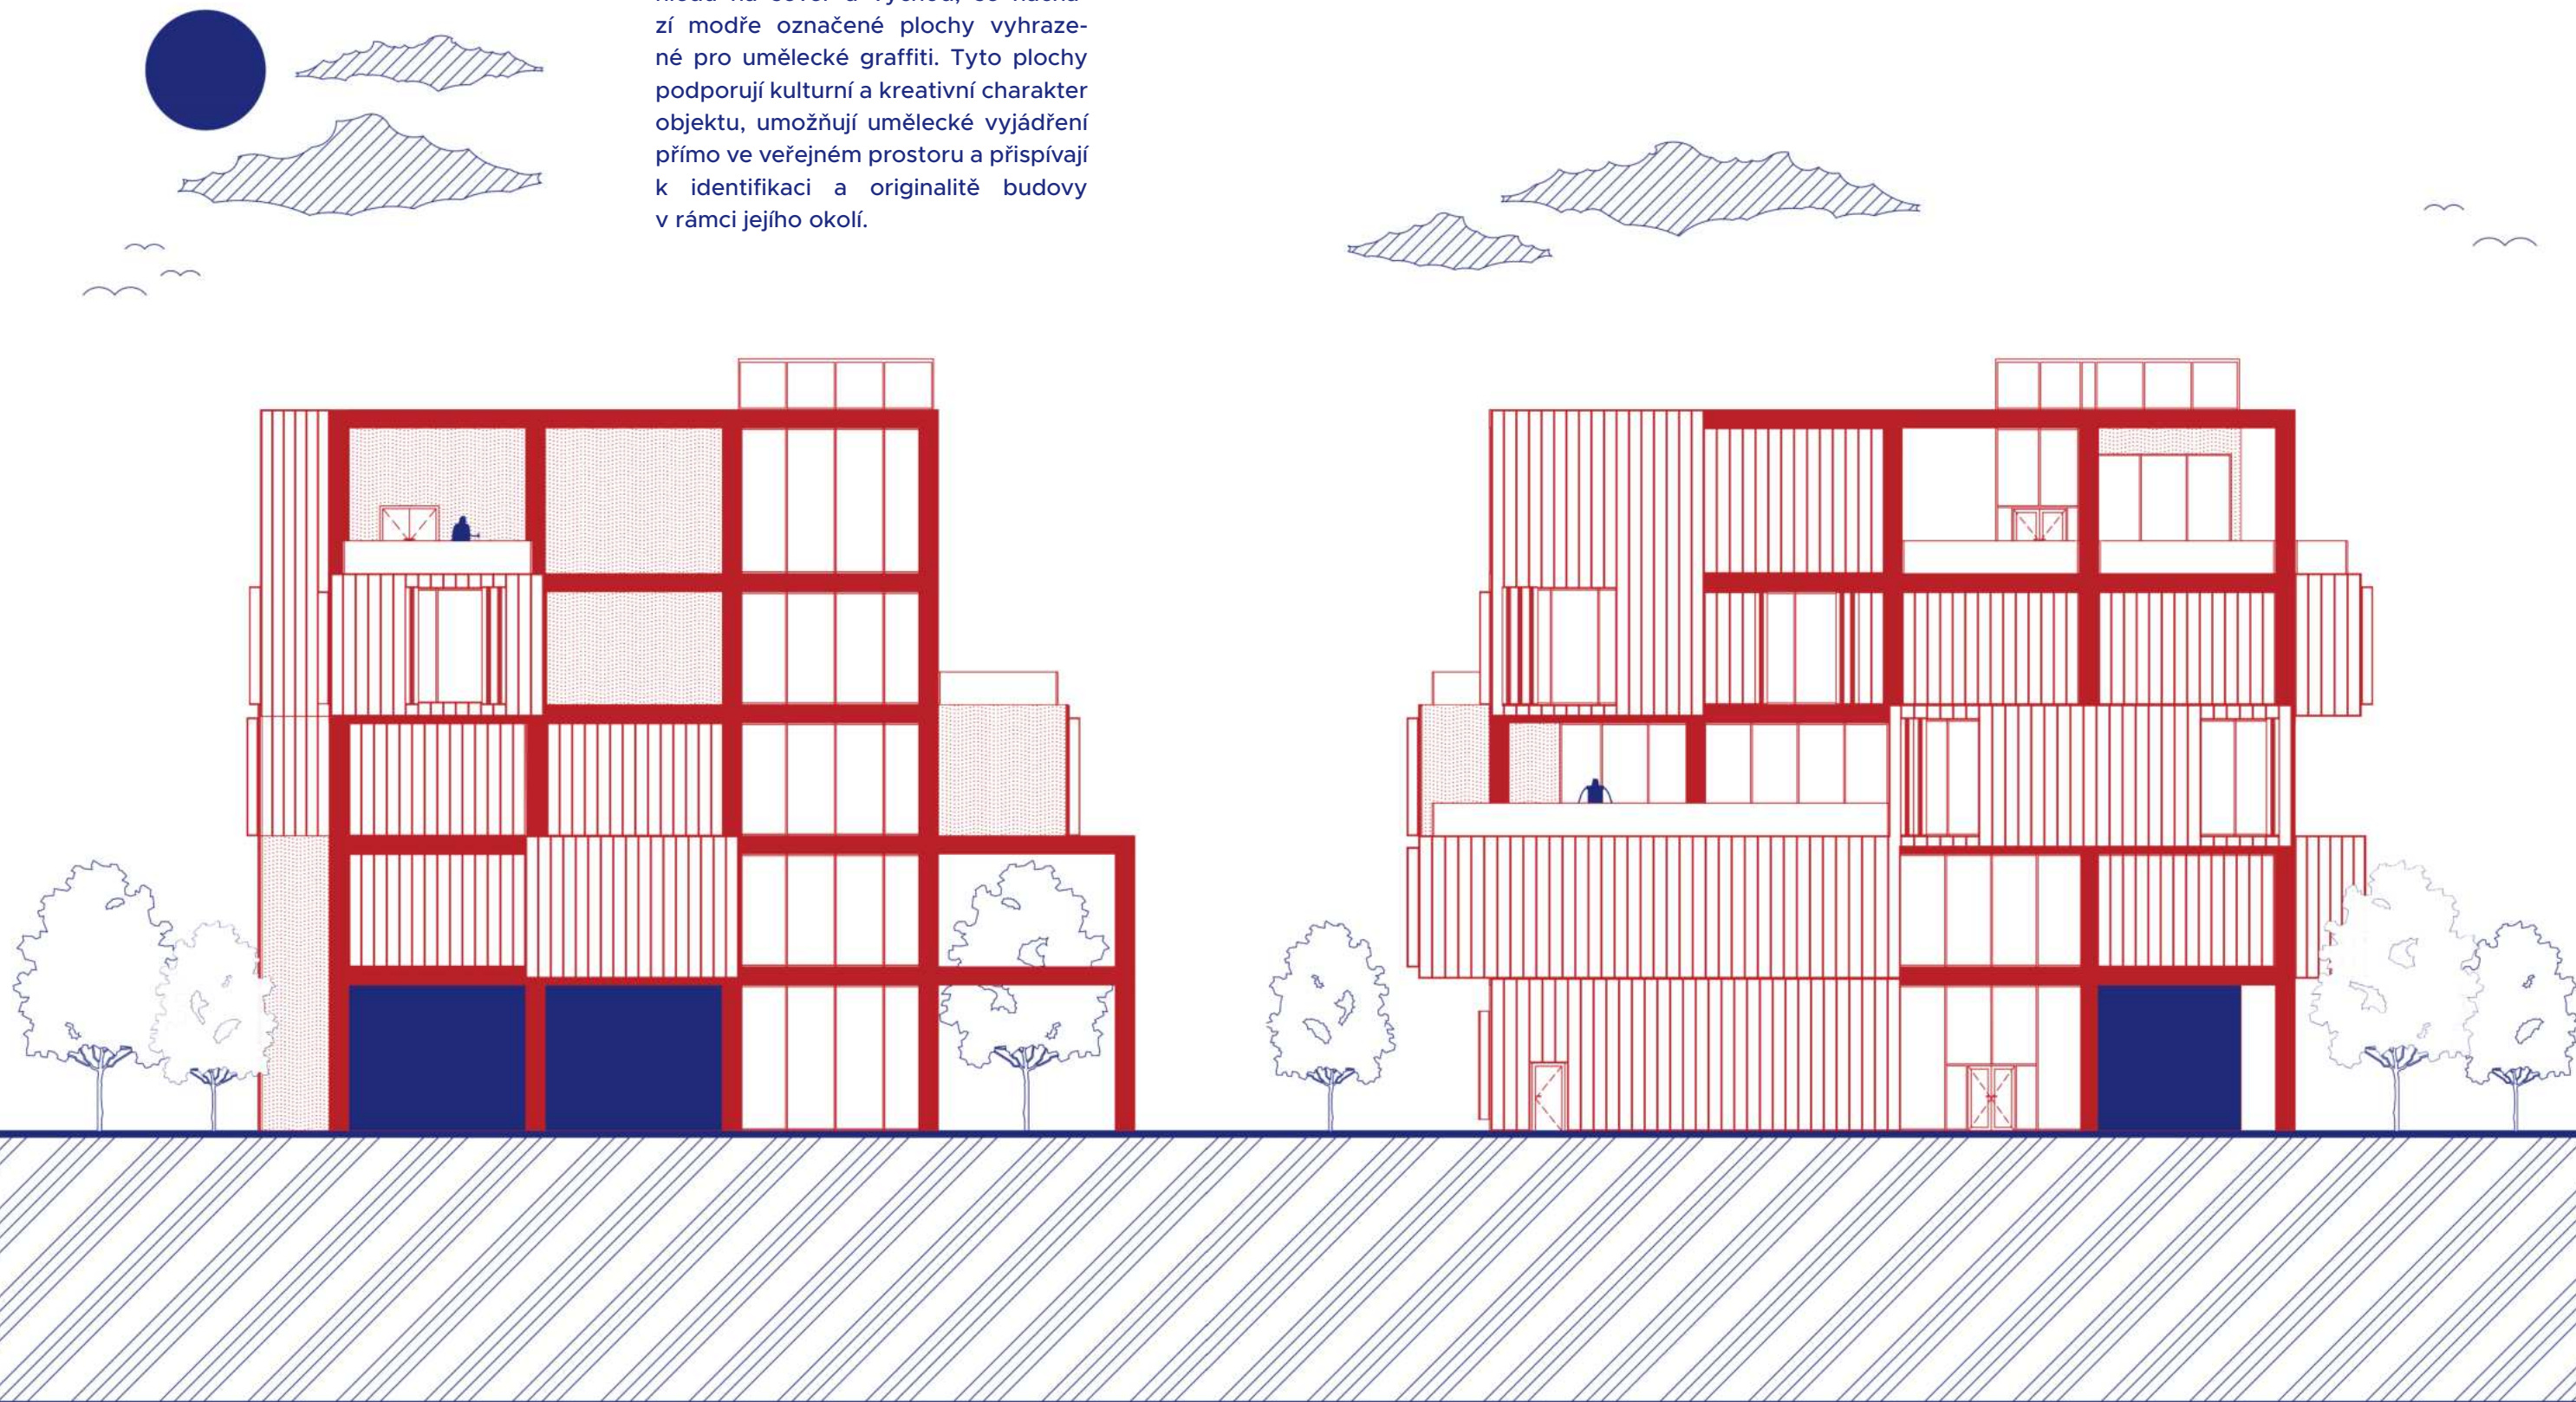 zí modře označené plochy vyhraze-
né pro umělecké graffiti. Tyto plochy
podporují kulturní a kreativní charakter
objektu, umožňují umělecké vyjádření
přímo ve veřejném prostoru a přispívají
k identifikaci a originalitě budovy
v rámci jejího okolí.